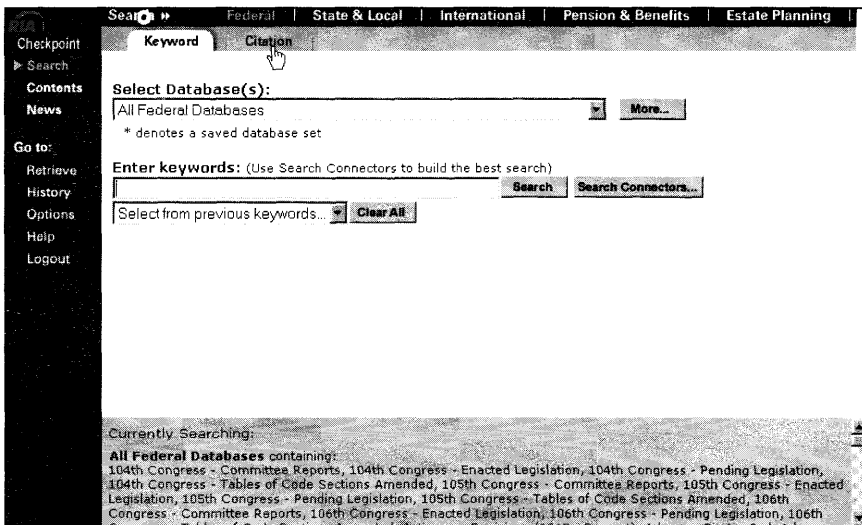 Search » Federal | State & Local | International | Pension & Benefits | Estate Planning |
RIA
Checkpoint
Search
Contents
News
Go to:
Retrieve
History
Options
Help
Logout
Keyword Citation
Select Database(s):
All Federal Databases More...
* denotes a saved database set
Enter keywords: (Use Search Connectors to build the best search)
Search Search Connectors...
Select from previous keywords... Clear All
Currently Searching:
All Federal Databases containing:
104th Congress - Committee Reports, 104th Congress - Enacted Legislation, 104th Congress - Pending Legislation,
104th Congress - Tables of Code Sections Amended, 105th Congress - Committee Reports, 105th Congress - Enacted
Legislation, 105th Congress - Pending Legislation, 105th Congress - Tables of Code Sections Amended, 106th
Congress - Committee Reports, 106th Congress - Enacted Legislation, 106th Congress - Pending Legislation, 106th